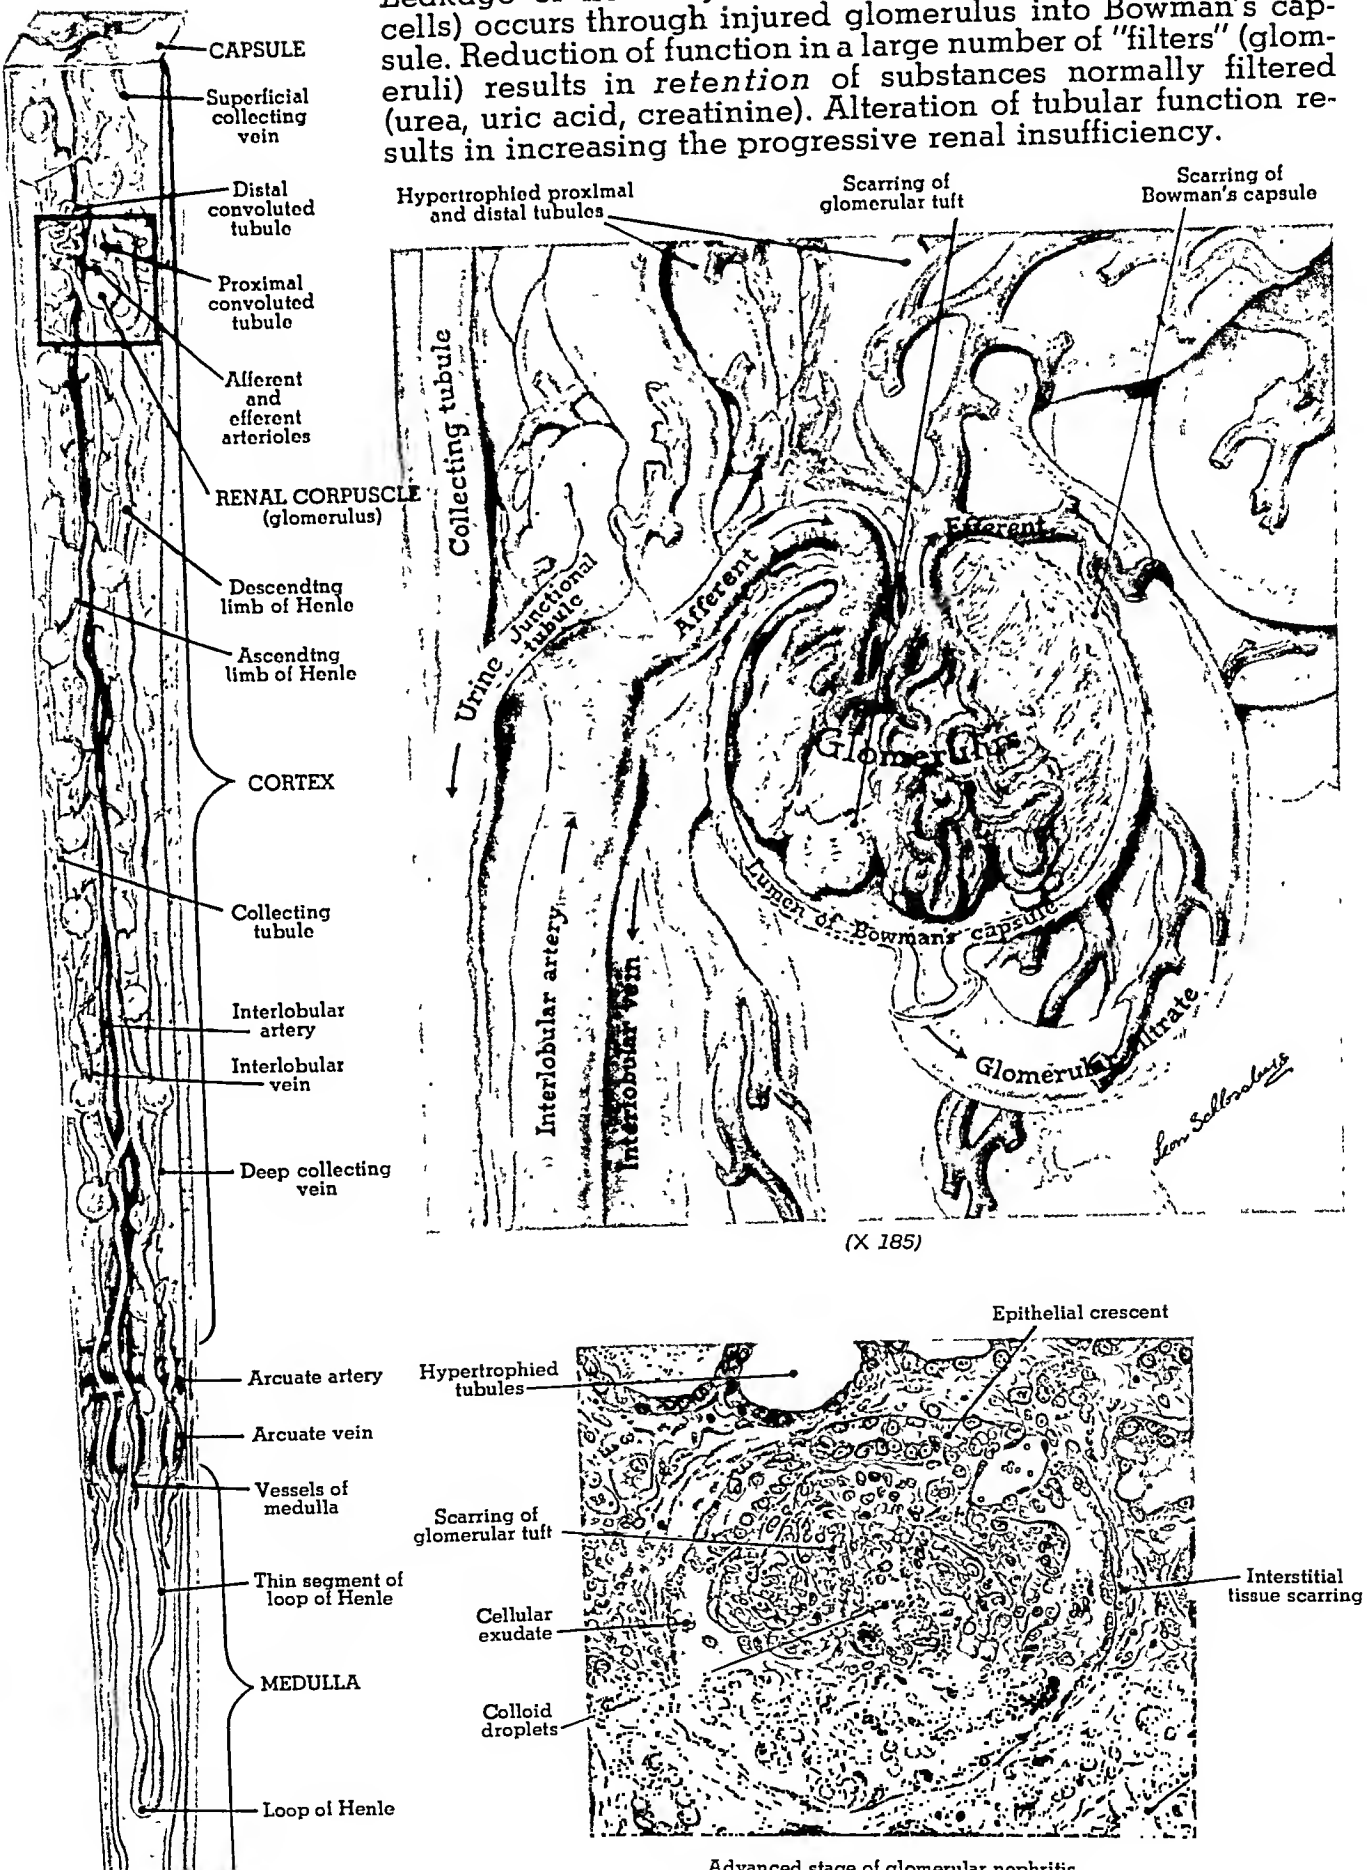 cells) occurs through injured glomerulus into Bowman's cap-
sule. Reduction of function in a large number of "filters" (glom-
eruli) results in retention of substances normally filtered
(urea, uric acid, creatinine). Alteration of tubular function re-
sults in increasing the progressive renal insufficiency.
CAPSULE
Superficial
collecting
vein
Distal
convoluted
tubule
Proximal
convoluted
tubule
Afferent
and
efferent
arterioles
RENAL CORPUSCLE
(glomerulus)
Descending
limb of Henle
Ascending
limb of Henle
CORTEX
Collecting
tubule
Interlobular
artery
Interlobular
vein
Deep collecting
vein
Arcuate artery
Arcuate vein
Vessels of
medulla
Thin segment of
loop of Henle
MEDULLA
Loop of Henle
Hypertrophied proximal
and distal tubules
Scarring of
glomerular tuft
Scarring of
Bowman's capsule
Collecting tubule
Junctional
tubule
Urine
Afferent
Efferent
Glomerulus
Lumen of Bowman's capsule
Interlobular artery
Interlobular vein
Glomerular filtrate
Leon Schlossberg
(X 185)
Epithelial crescent
Hypertrophied
tubules
Scarring of
glomerular tuft
Cellular
exudate
Colloid
droplets
Interstitial
tissue scarring
Advanced stage of glomerular nephritis